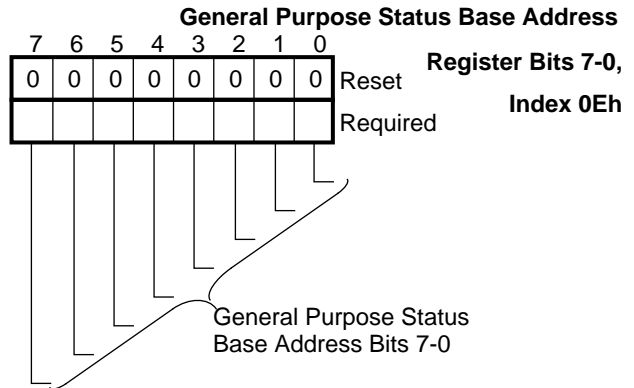 General Purpose Status Base Address
Register Bits 7-0,
Index 0Eh
7 6 5 4 3 2 1 0
0 0 0 0 0 0 0 0 Reset
Required
General Purpose Status
Base Address Bits 7-0